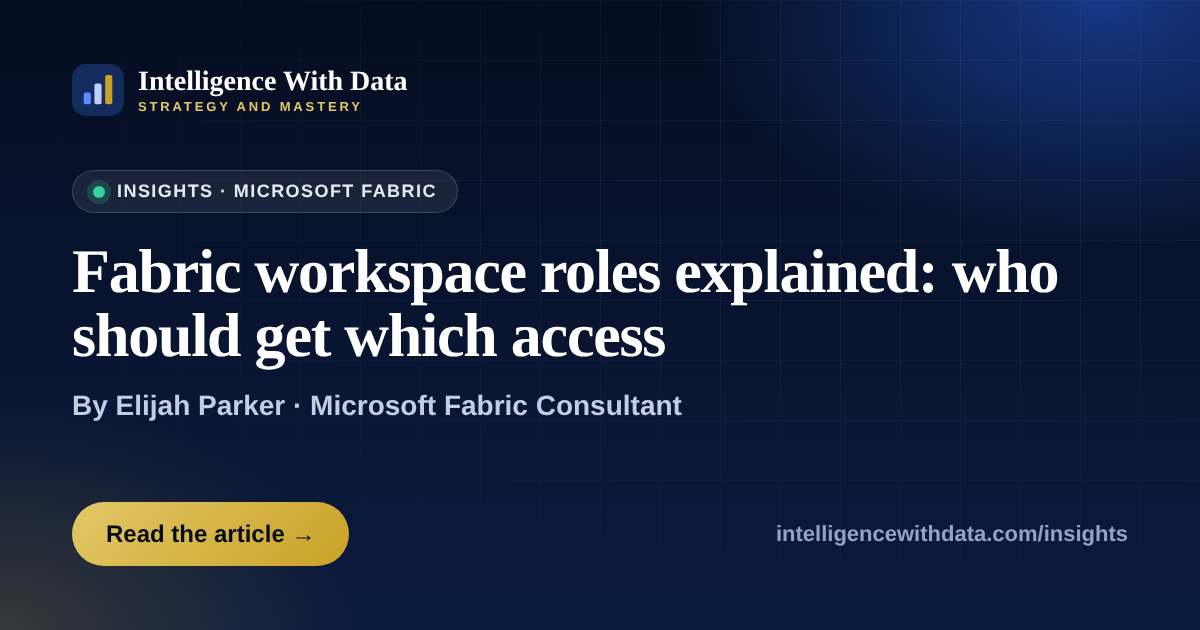 Intelligence With Data
STRATEGY AND MASTERY
INSIGHTS · MICROSOFT FABRIC
Fabric workspace roles explained: who
should get which access
By Elijah Parker · Microsoft Fabric Consultant
Read the article →
intelligencewithdata.com/insights